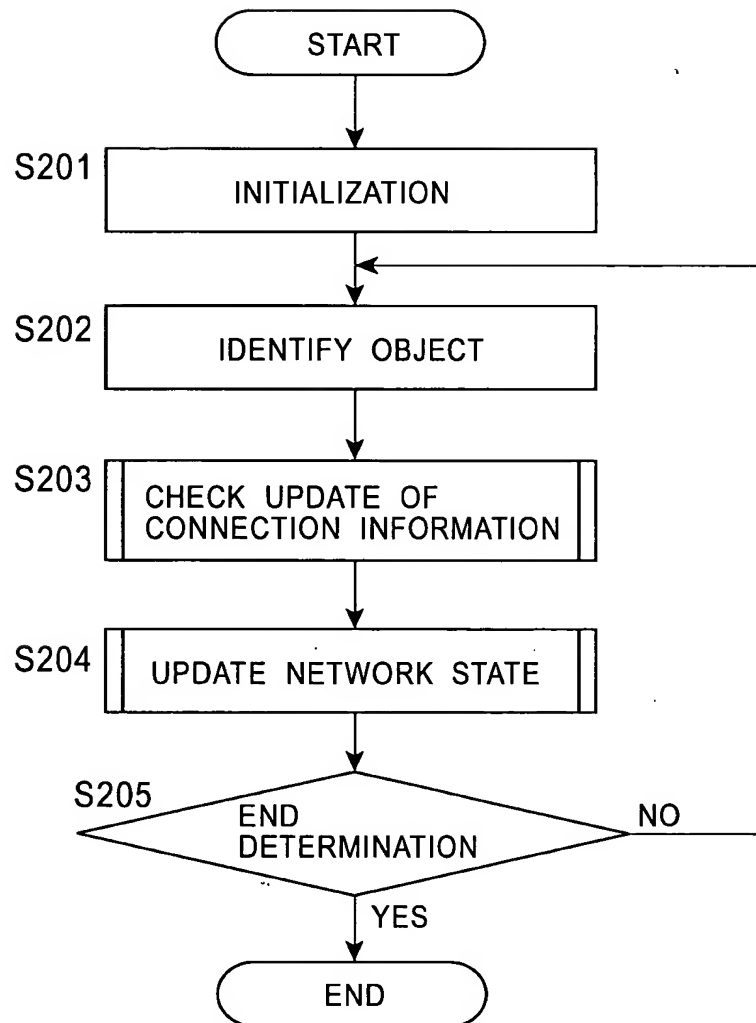 START
S201
INITIALIZATION
S202
IDENTIFY OBJECT
S203
CHECK UPDATE OF
CONNECTION INFORMATION
S204
UPDATE NETWORK STATE
S205
END
DETERMINATION
NO
YES
END